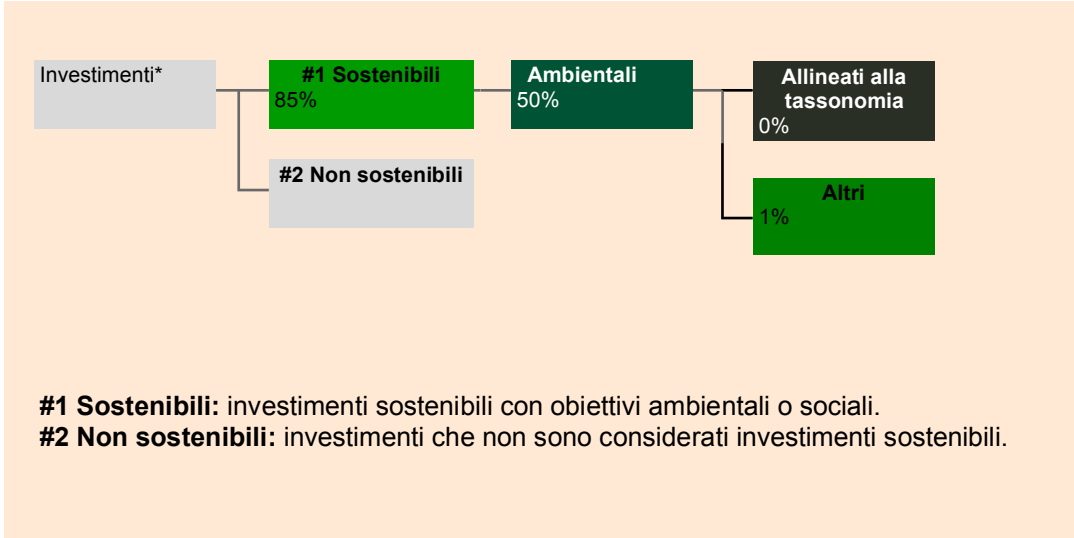 Investimenti*
#1 Sostenibili
85%
Ambientali
50%
Allineati alla
tassonomia
0%
#2 Non sostenibili
Altri
1%
#1 Sostenibili: investimenti sostenibili con obiettivi ambientali o sociali.
#2 Non sostenibili: investimenti che non sono considerati investimenti sostenibili.